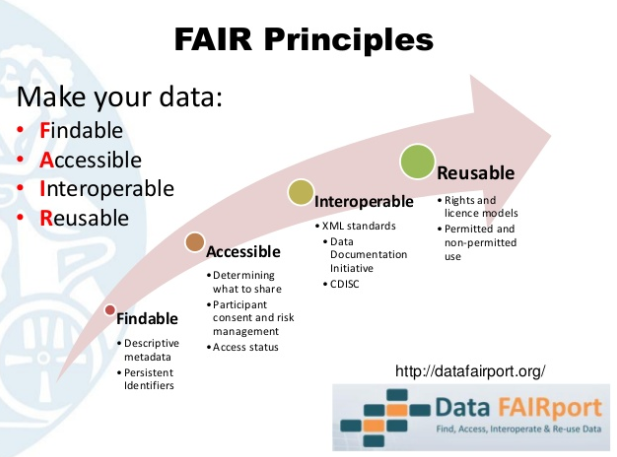 FAIR Principles
Make your data:
• Findable
• Accessible
• Interoperable
• Reusable
Findable
• Descriptive
metadata
• Persistent
Identifiers
Accessible
• Determining
what to share
• Participant
consent and risk
management
• Access status
Interoperable
• XML standards
• Data
Documentation
Initiative
• CDISC
Reusable
• Rights and
licence models
• Permitted and
non-permitted
use
http://datafairport.org/
Data FAIRport
Find, Access, Interoperate & Re-use Data